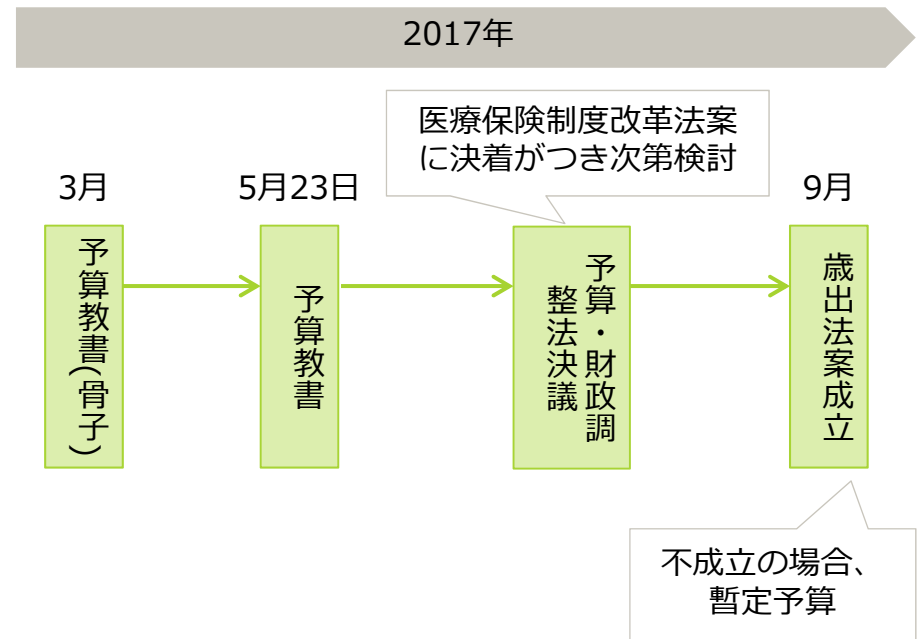 2017年
医療保険制度改革法案
に決着がつき次第検討
3月
5月23日
9月
予算教書(骨子)
予算教書
予算・財政調
整法決議
歳出法案成立
不成立の場合、
暫定予算